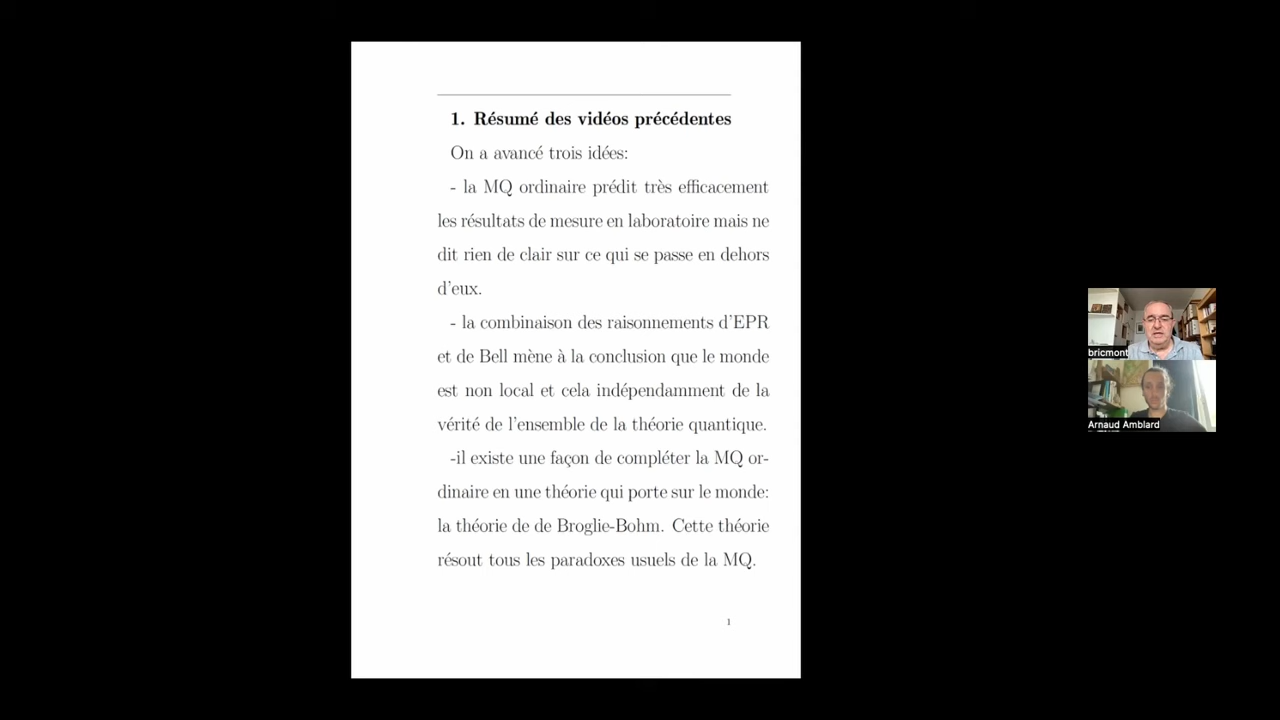 1. Résumé des vidéos précédentes
On a avancé trois idées:
- la MQ ordinaire prédit très efficacement
les résultats de mesure en laboratoire mais ne
dit rien de clair sur ce qui se passe en dehors
d'eux.
- la combinaison des raisonnements d'EPR
et de Bell mène à la conclusion que le monde
est non local et cela indépendamment de la
vérité de l'ensemble de la théorie quantique.
-il existe une façon de compléter la MQ or-
dinaire en une théorie qui porte sur le monde:
la théorie de de Broglie-Bohm. Cette théorie
résout tous les paradoxes usuels de la MQ.
1
bricmont
Arnaud Amblard